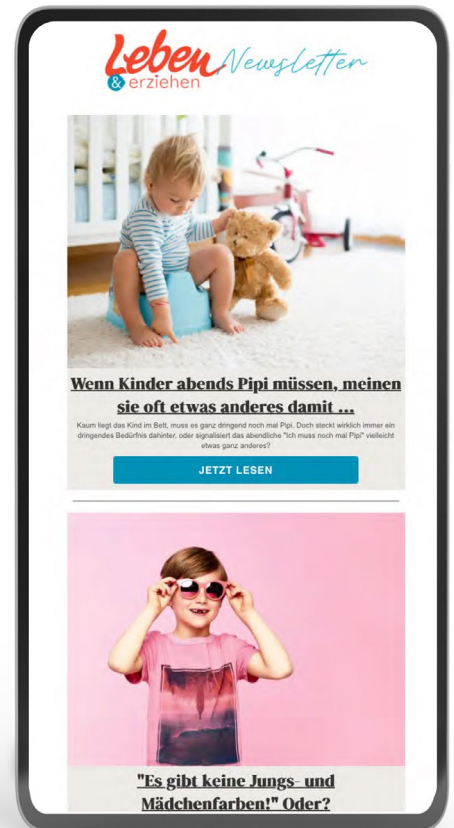 Leben Newsletter
& erziehen
Wenn Kinder abends Pipi müssen, meinen
sie oft etwas anderes damit ...
Kaum liegt das Kind im Bett, muss es ganz dringend noch mal Pipi. Doch steckt wirklich immer ein
dringendes Bedürfnis dahinter, oder signalisiert das abendliche "Ich muss noch mal Pipi" vielleicht
etwas ganz anderes?
JETZT LESEN
"Es gibt keine Jungs- und
Mädchenfarben!" Oder?